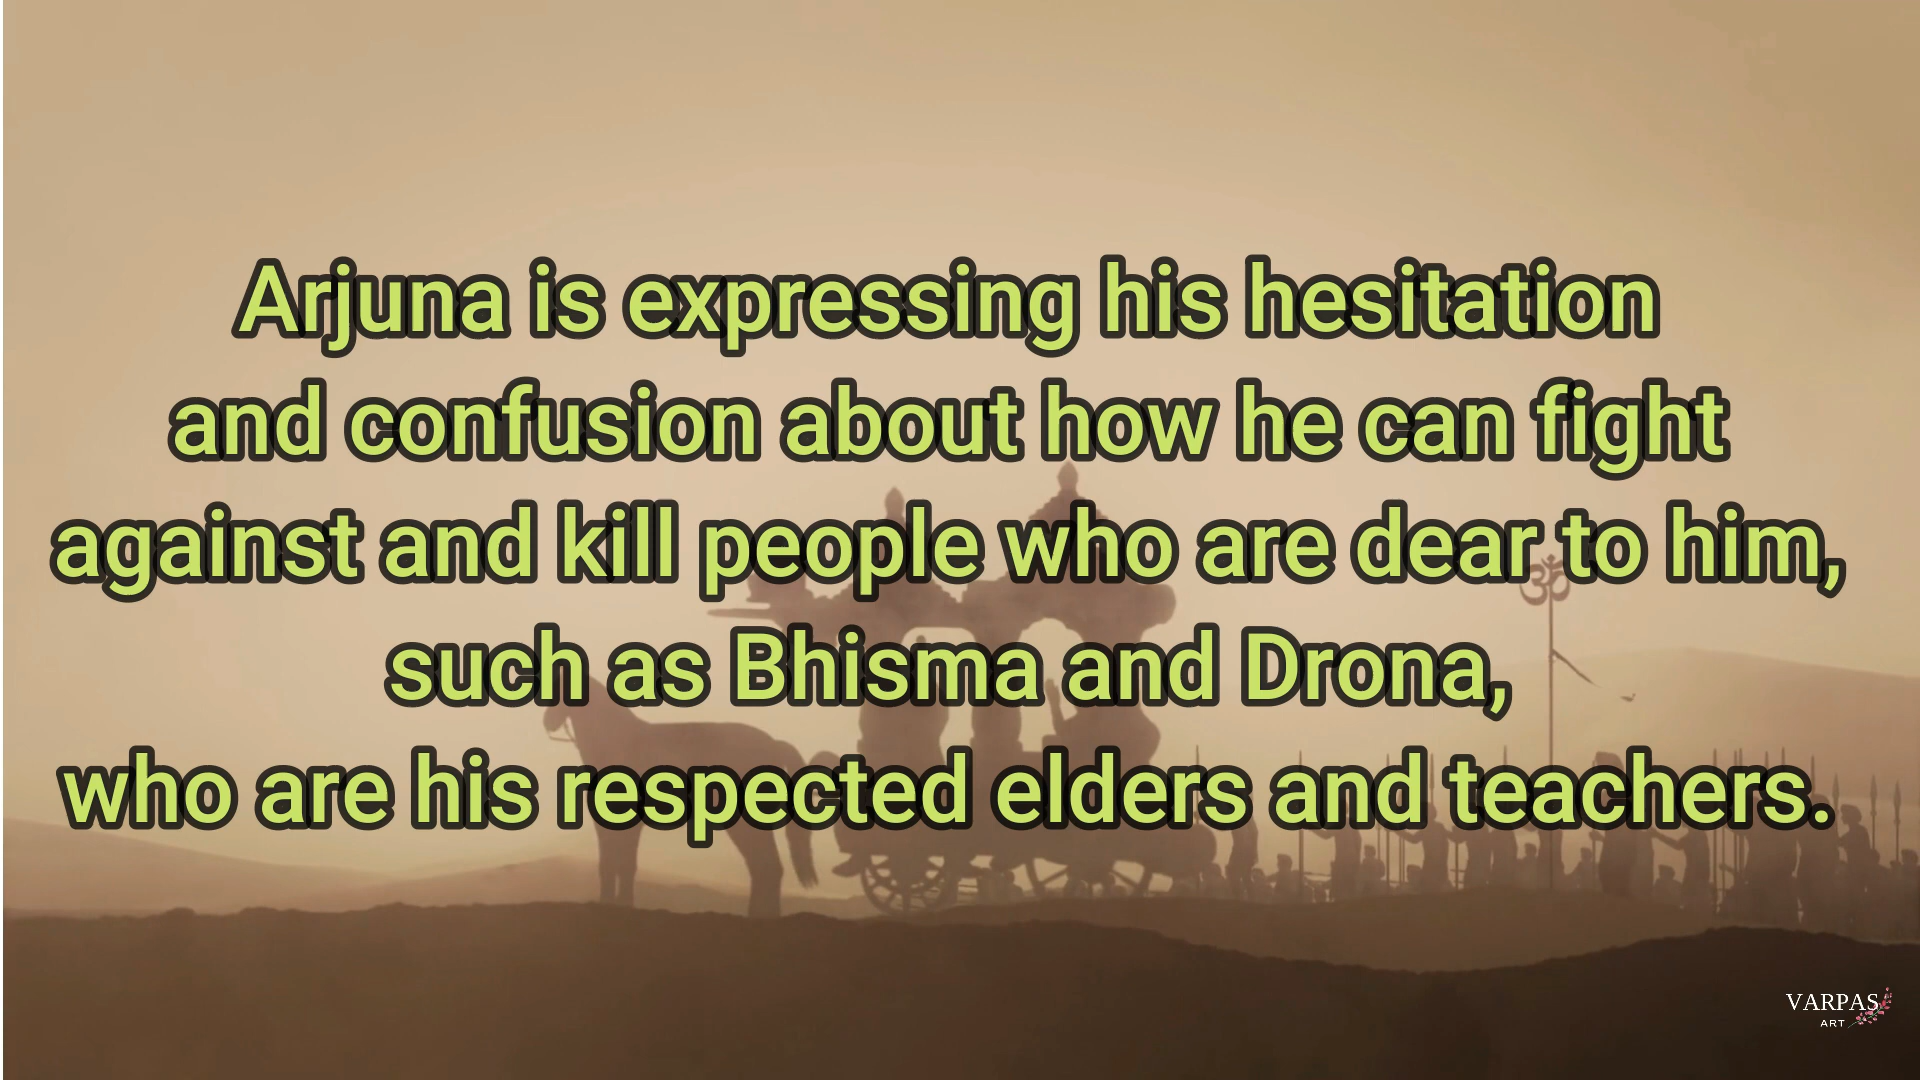 Arjuna is expressing his hesitation
and confusion about how he can fight
against and kill people who are dear to him,
such as Bhisma and Drona,
who are his respected elders and teachers.
ॐ
VARPAS
ART